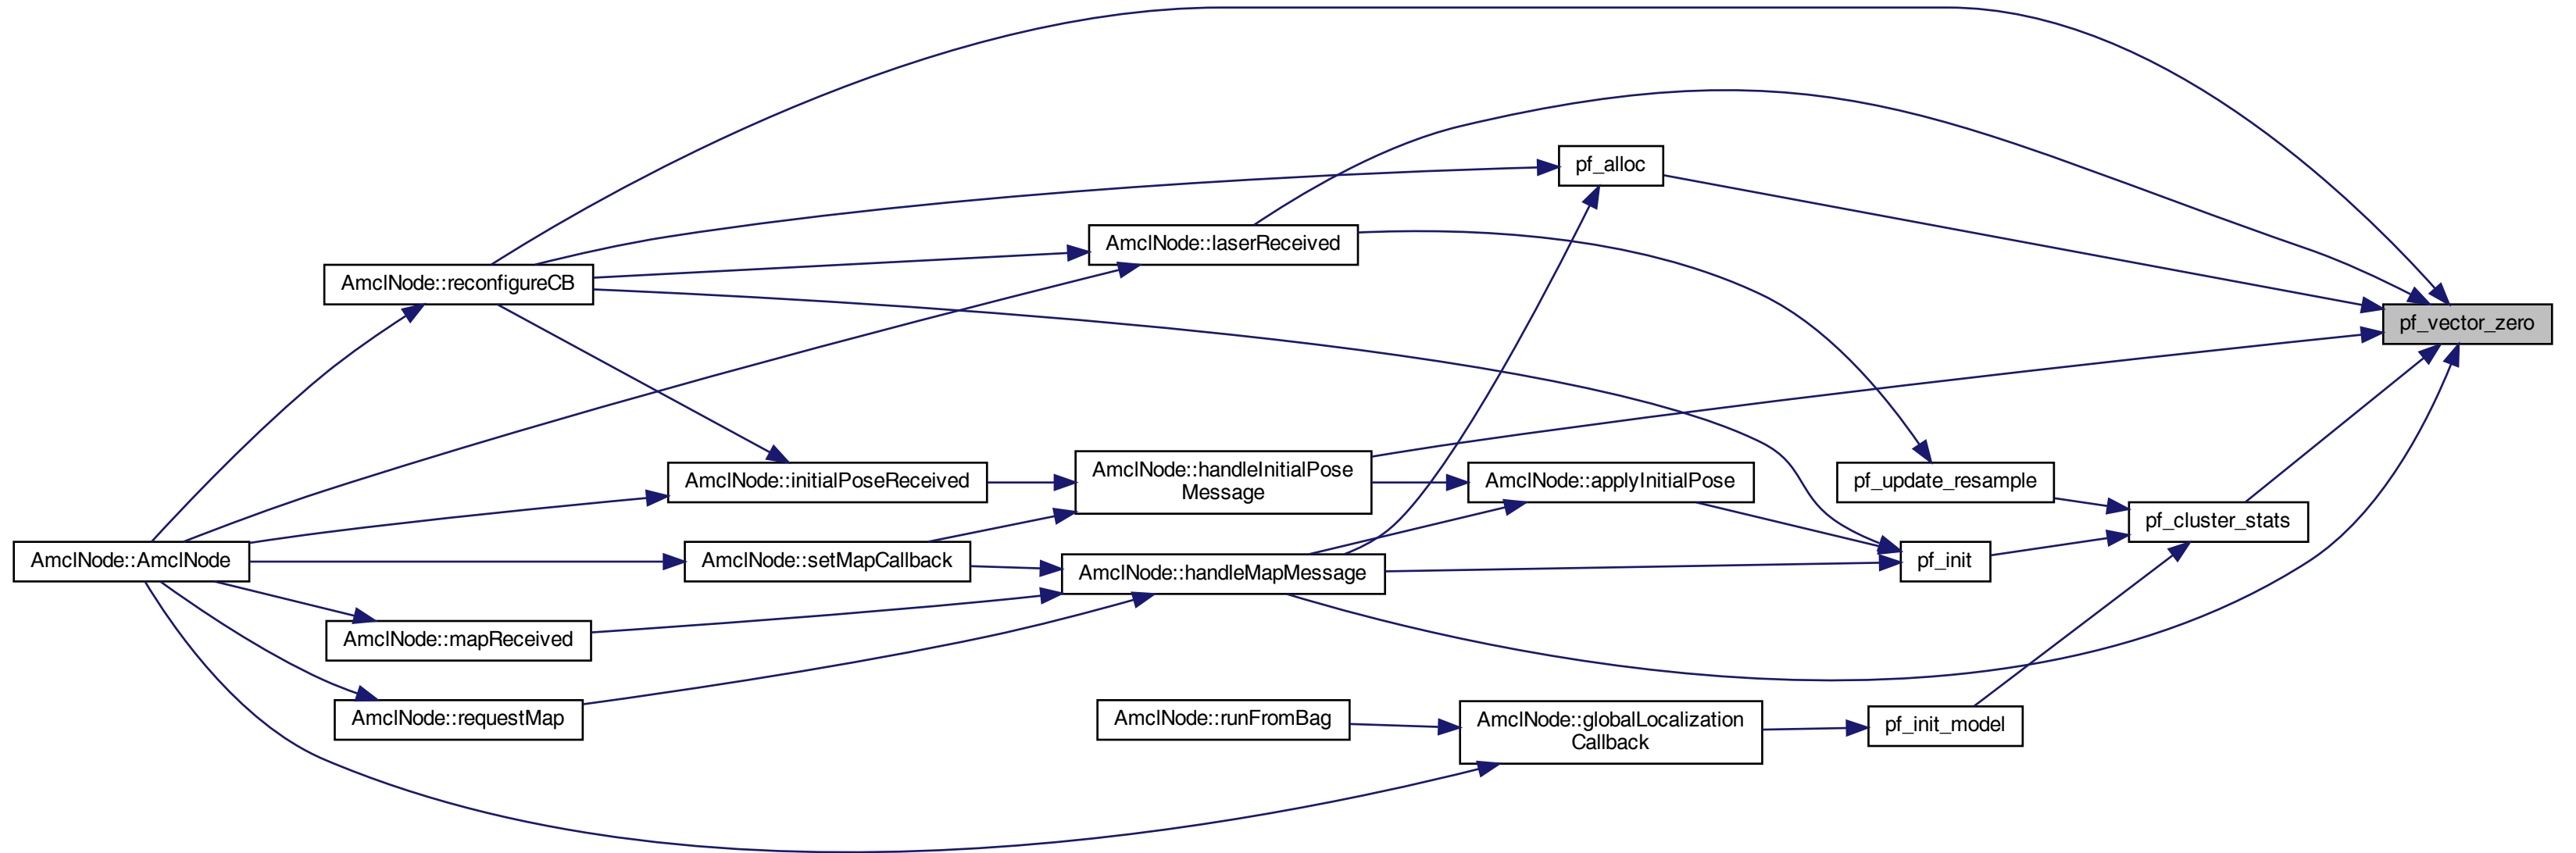 pf_alloc
AmclNode::laserReceived
AmclNode::reconfigureCB
pf_vector_zero
AmclNode::handleInitialPose
Message
AmclNode::initialPoseReceived
AmclNode::applyInitialPose
pf_update_resample
pf_cluster_stats
AmclNode::AmclNode
AmclNode::setMapCallback
AmclNode::handleMapMessage
pf_init
AmclNode::mapReceived
AmclNode::requestMap
AmclNode::runFromBag
AmclNode::globalLocalization
Callback
pf_init_model